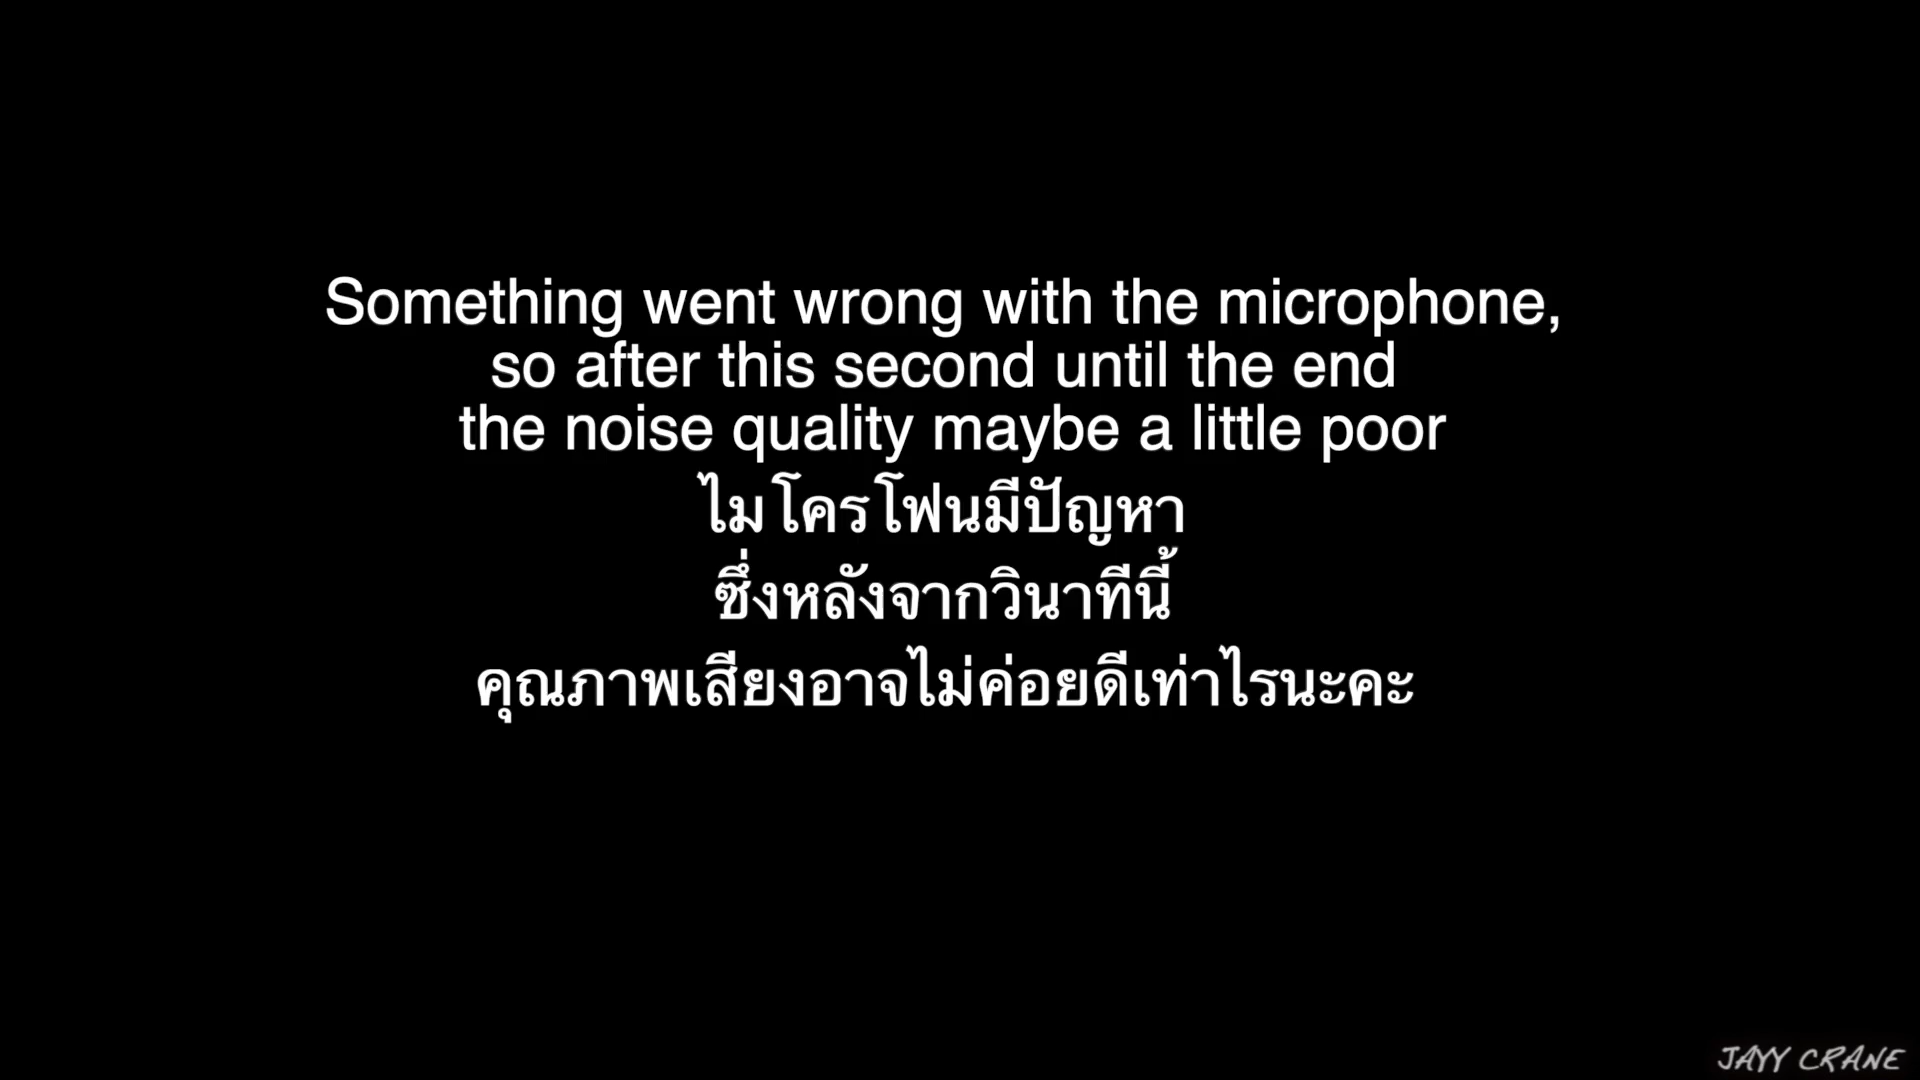 Something went wrong with the microphone,
so after this second until the end
the noise quality maybe a little poor
ไมโครโฟนมีปัญหา
ซึ่งหลังจากวินาทีนี้
คุณภาพเสียงอาจไม่ค่อยดีเท่าไรนะคะ
JAYY CRANE